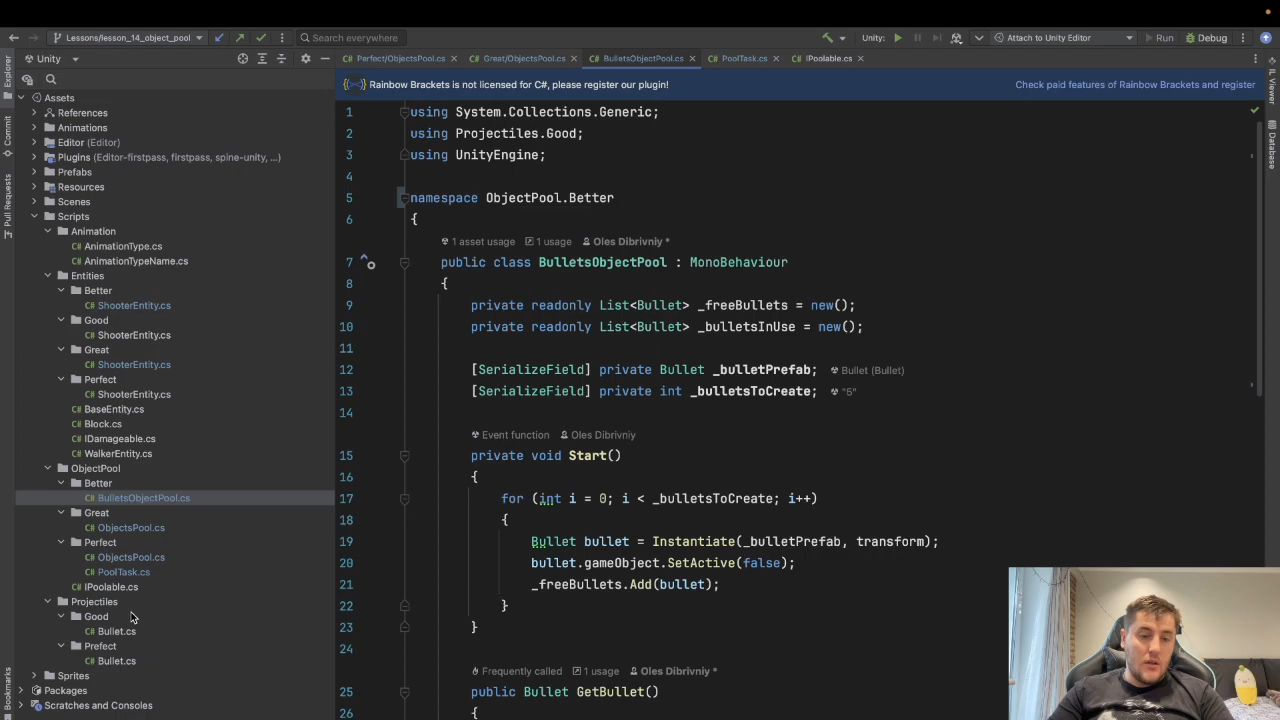 Lessons/lesson_14_object_pool
Search everywhere
Unity:
Attach to Unity Editor
Run
Debug
Unity
Perfect/ObjectsPool.cs
Great/ObjectsPool.cs
BulletsObjectPool.cs
PoolTask.cs
IPoolable.cs
Rainbow Brackets is not licensed for C#, please register our plugin!
Check paid features of Rainbow Brackets and register
Explorer
Commit
Pull Requests
Bookmarks
IL Viewer
Database
Assets
References
Animations
Editor (Editor)
Plugins (Editor-firstpass, firstpass, spine-unity, ...)
Prefabs
Resources
Scenes
Scripts
Animation
C# AnimationType.cs
C# AnimationTypeName.cs
Entities
Better
C# ShooterEntity.cs
Good
C# ShooterEntity.cs
Great
C# ShooterEntity.cs
Perfect
C# ShooterEntity.cs
C# BaseEntity.cs
C# Block.cs
C# IDamageable.cs
C# WalkerEntity.cs
ObjectPool
Better
C# BulletsObjectPool.cs
Great
C# ObjectsPool.cs
Perfect
C# ObjectsPool.cs
C# PoolTask.cs
C# IPoolable.cs
Projectiles
Good
C# Bullet.cs
Prefect
C# Bullet.cs
Sprites
Packages
Scratches and Consoles
1 using System.Collections.Generic;
2 using Projectiles.Good;
3 using UnityEngine;
4
5 namespace ObjectPool.Better
6 {
1 asset usage 1 usage Oles Dibrivniy *
7 public class BulletsObjectPool : MonoBehaviour
8 {
9 private readonly List<Bullet> _freeBullets = new();
10 private readonly List<Bullet> _bulletsInUse = new();
11
12 [SerializeField] private Bullet _bulletPrefab; Bullet (Bullet)
13 [SerializeField] private int _bulletsToCreate; "5"
14
Event function Oles Dibrivniy
15 private void Start()
16 {
17 for (int i = 0; i < _bulletsToCreate; i++)
18 {
19 Bullet bullet = Instantiate(_bulletPrefab, transform);
20 bullet.gameObject.SetActive(false);
21 _freeBullets.Add(bullet);
22 }
23 }
24
Frequently called 1 usage Oles Dibrivniy *
25 public Bullet GetBullet()
26 {